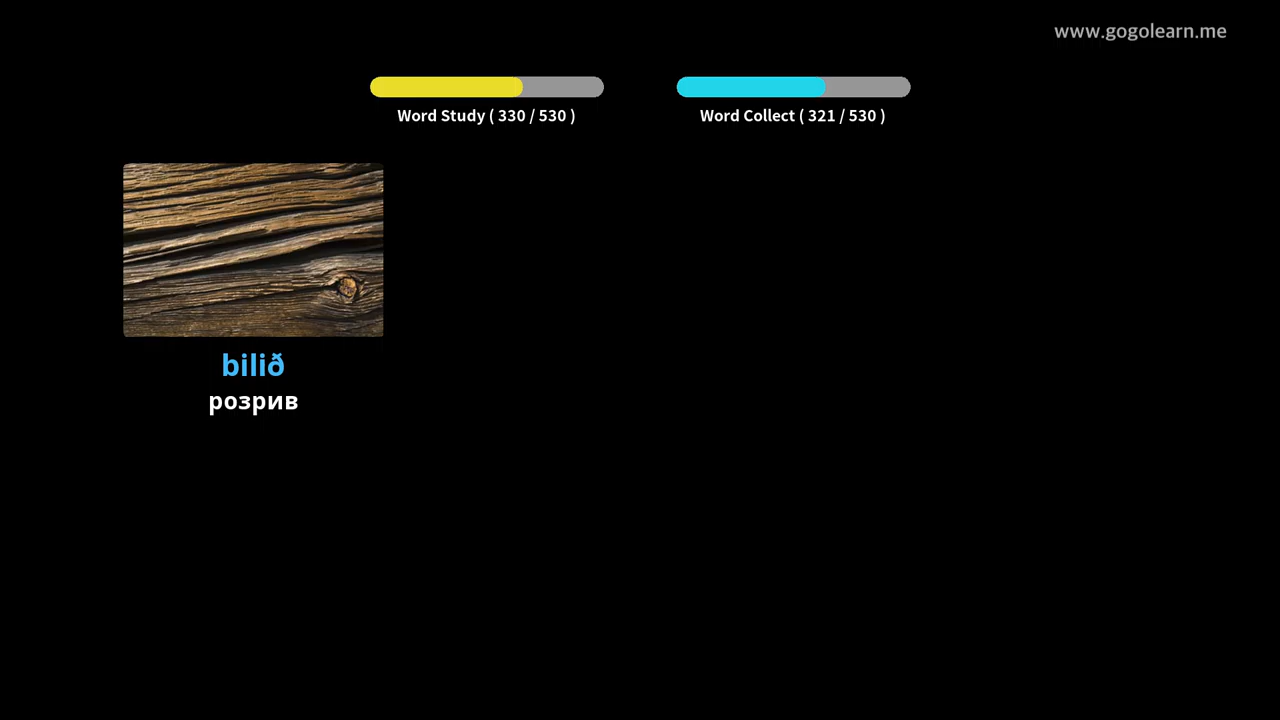 www.gogolearn.me
Word Study ( 330 / 530 )
Word Collect ( 321 / 530 )
bilið
розрив